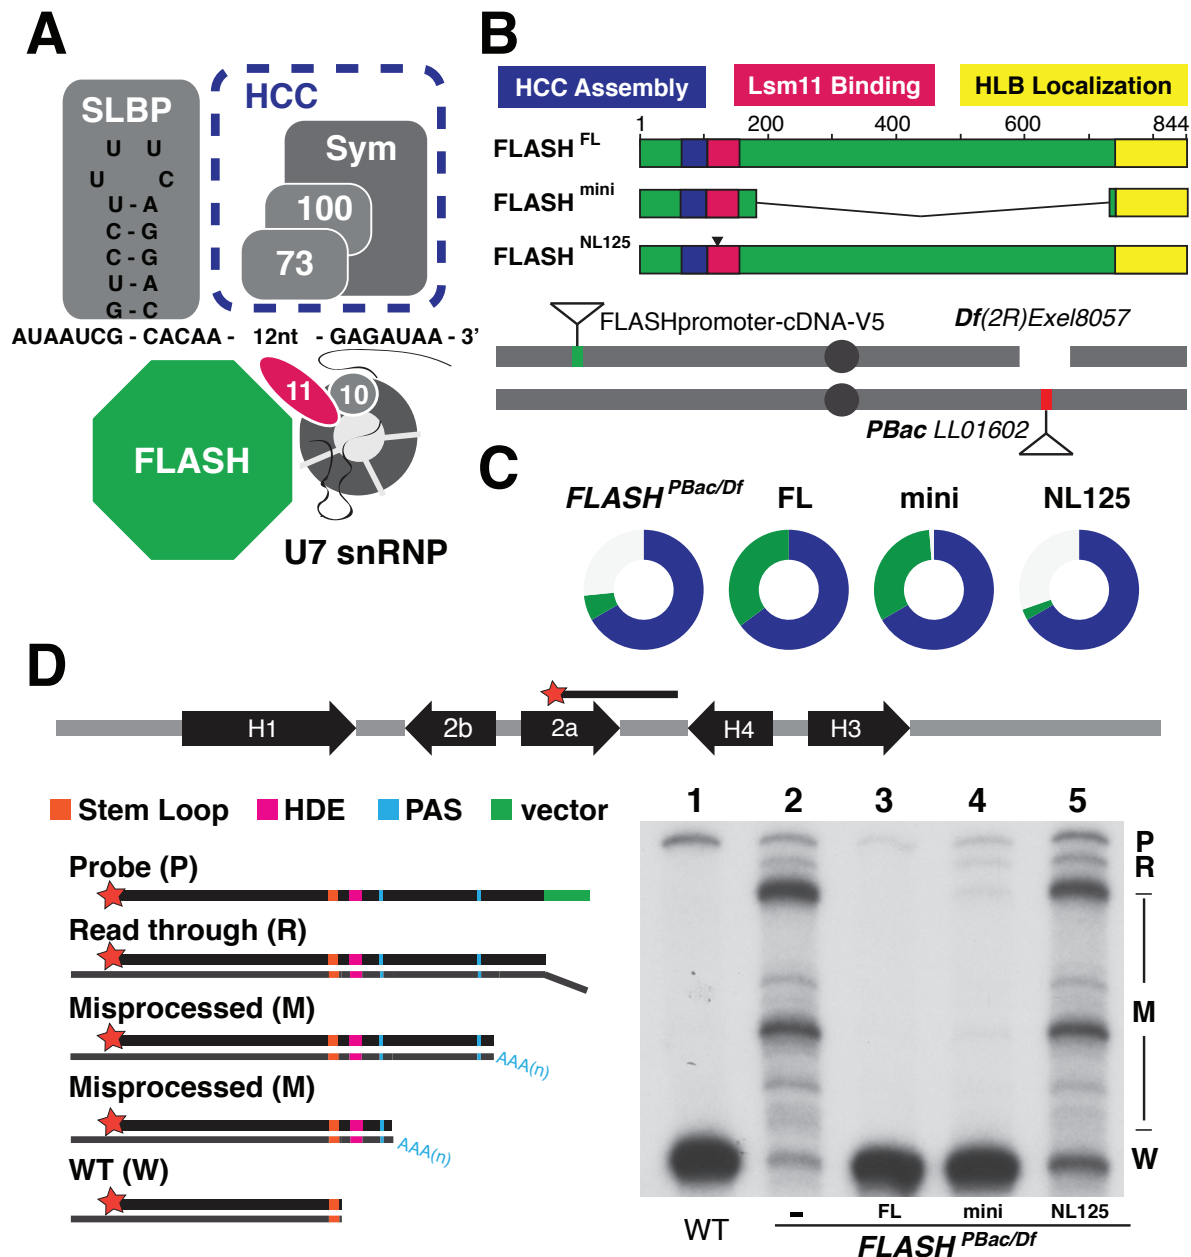 A
SLBP
U U
U C
U - A
C - G
C - G
U - A
G - C
AUAAUCG - CACAA - 12nt - GAGAUAA - 3’
HCC
Sym
100
73
11
10
FLASH
U7 snRNP
B
HCC Assembly
Lsm11 Binding
HLB Localization
1 200 400 600 844
FLASH FL
FLASH mini
FLASH NL125
FLASHpromoter-cDNA-V5
Df(2R)Exel8057
PBac LL01602
C
FLASH PBac/Df
FL
mini
NL125
D
H1
2b
2a
H4
H3
Stem Loop
HDE
PAS
vector
Probe (P)
Read through (R)
Misprocessed (M)
AAA(n)
Misprocessed (M)
AAA(n)
WT (W)
1 2 3 4 5
P
R
M
W
WT
- FL mini NL125
FLASH PBac/Df